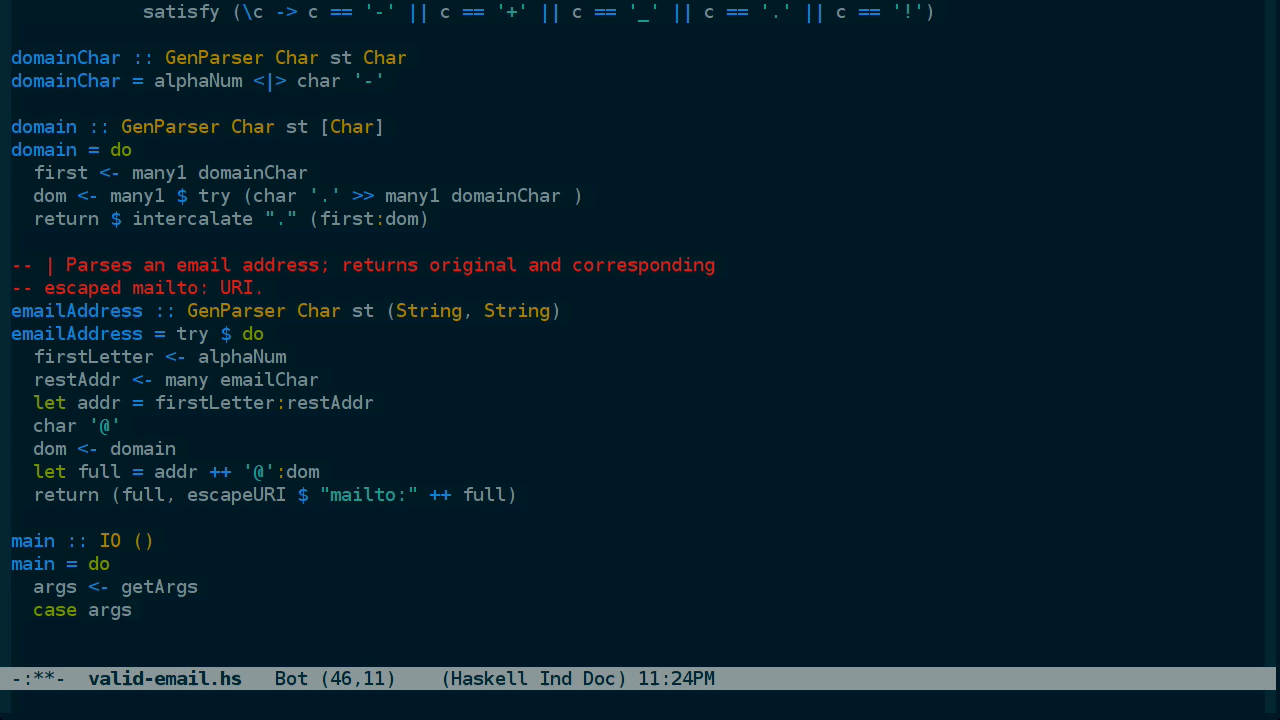 satisfy (\c -> c == '-' || c == '+' || c == '_' || c == '.' || c == '!')

domainChar :: GenParser Char st Char
domainChar = alphaNum <|> char '-'

domain :: GenParser Char st [Char]
domain = do
  first <- many1 domainChar
  dom <- many1 $ try (char '.' >> many1 domainChar )
  return $ intercalate "." (first:dom)

-- | Parses an email address; returns original and corresponding
-- escaped mailto: URI.
emailAddress :: GenParser Char st (String, String)
emailAddress = try $ do
  firstLetter <- alphaNum
  restAddr <- many emailChar
  let addr = firstLetter:restAddr
  char '@'
  dom <- domain
  let full = addr ++ '@':dom
  return (full, escapeURI $ "mailto:" ++ full)

main :: IO ()
main = do
  args <- getArgs
  case args

-:**-  valid-email.hs   Bot (46,11)    (Haskell Ind Doc) 11:24PM